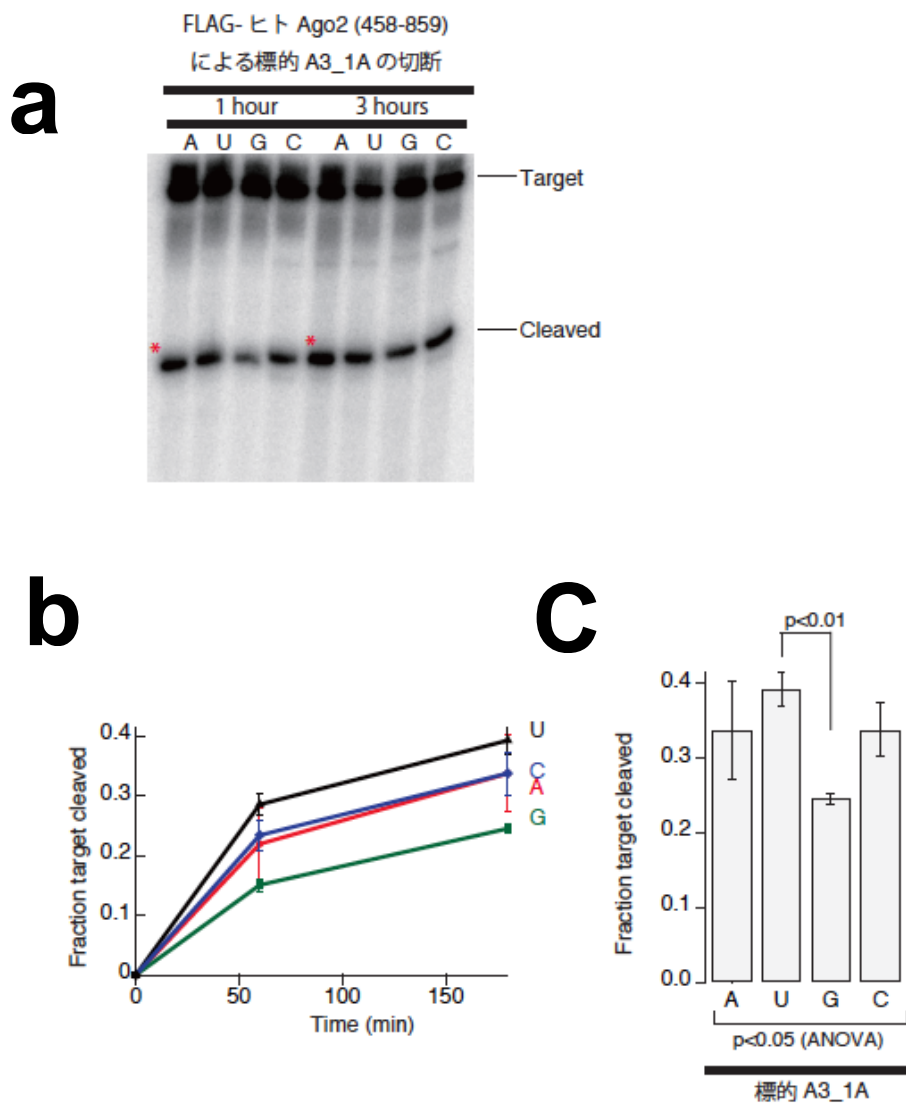 FLAG- ヒト Ago2 (458-859)
による標的 A3_1A の切断
a
1 hour 3 hours
A U G C A U G C
Target
Cleaved
*
*
b
Fraction target cleaved
0.4
0.3
0.2
0.1
0
0 50 100 150
Time (min)
U
C
A
G
C
p<0.01
Fraction target cleaved
0.4
0.3
0.2
0.1
0.0
A U G C
p<0.05 (ANOVA)
標的 A3_1A